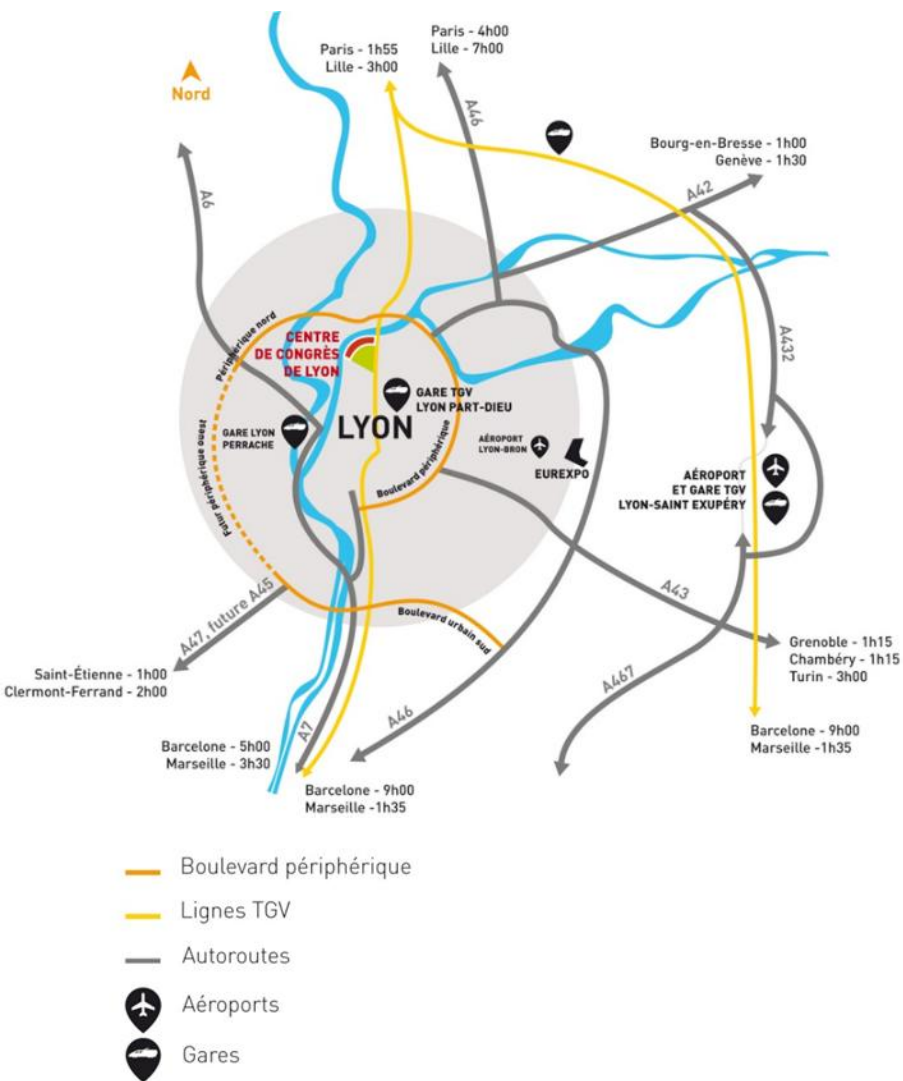 Paris - 4h00
Lille - 7h00
Paris - 1h55
Lille - 3h00
Nord
A46
Bourg-en-Bresse - 1h00
Genève - 1h30
A6
A42
Périphérique nord
CENTRE
DE CONGRÈS
DE LYON
A432
GARE TGV
LYON PART-DIEU
GARE LYON
PERRACHE
LYON
AÉROPORT
LYON-BRON
EUREXPO
AÉROPORT
ET GARE TGV
LYON-SAINT EXUPÉRY
Boulevard périphérique
Futur périphérique ouest
A47, future A45
Boulevard urbain sud
A43
Saint-Étienne - 1h00
Clermont-Ferrand - 2h00
Grenoble - 1h15
Chambéry - 1h15
Turin - 3h00
A467
A7
A46
Barcelone - 5h00
Marseille - 3h30
Barcelone - 9h00
Marseille -1h35
Barcelone - 9h00
Marseille -1h35
Boulevard périphérique
Lignes TGV
Autoroutes
Aéroports
Gares